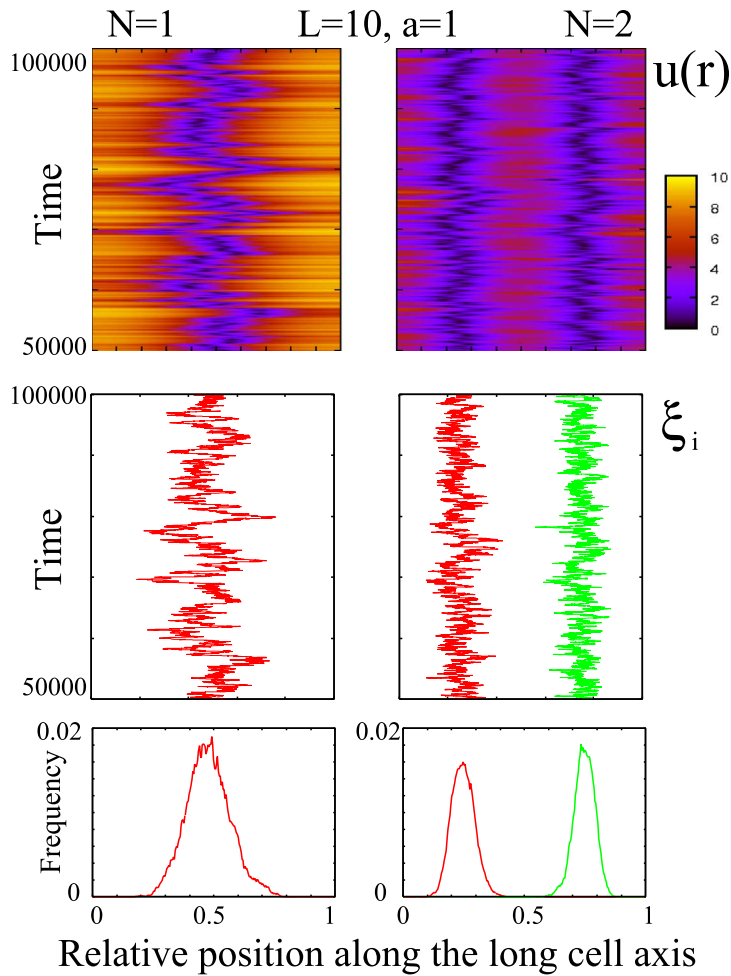 N=1 L=10, a=1 N=2
100000
u(r)
Time
10
8
6
4
2
0
50000
100000
ξi
Time
50000
0.02
0.02
Frequency
0
0
0 0.5 1
0 0.5 1
Relative position along the long cell axis